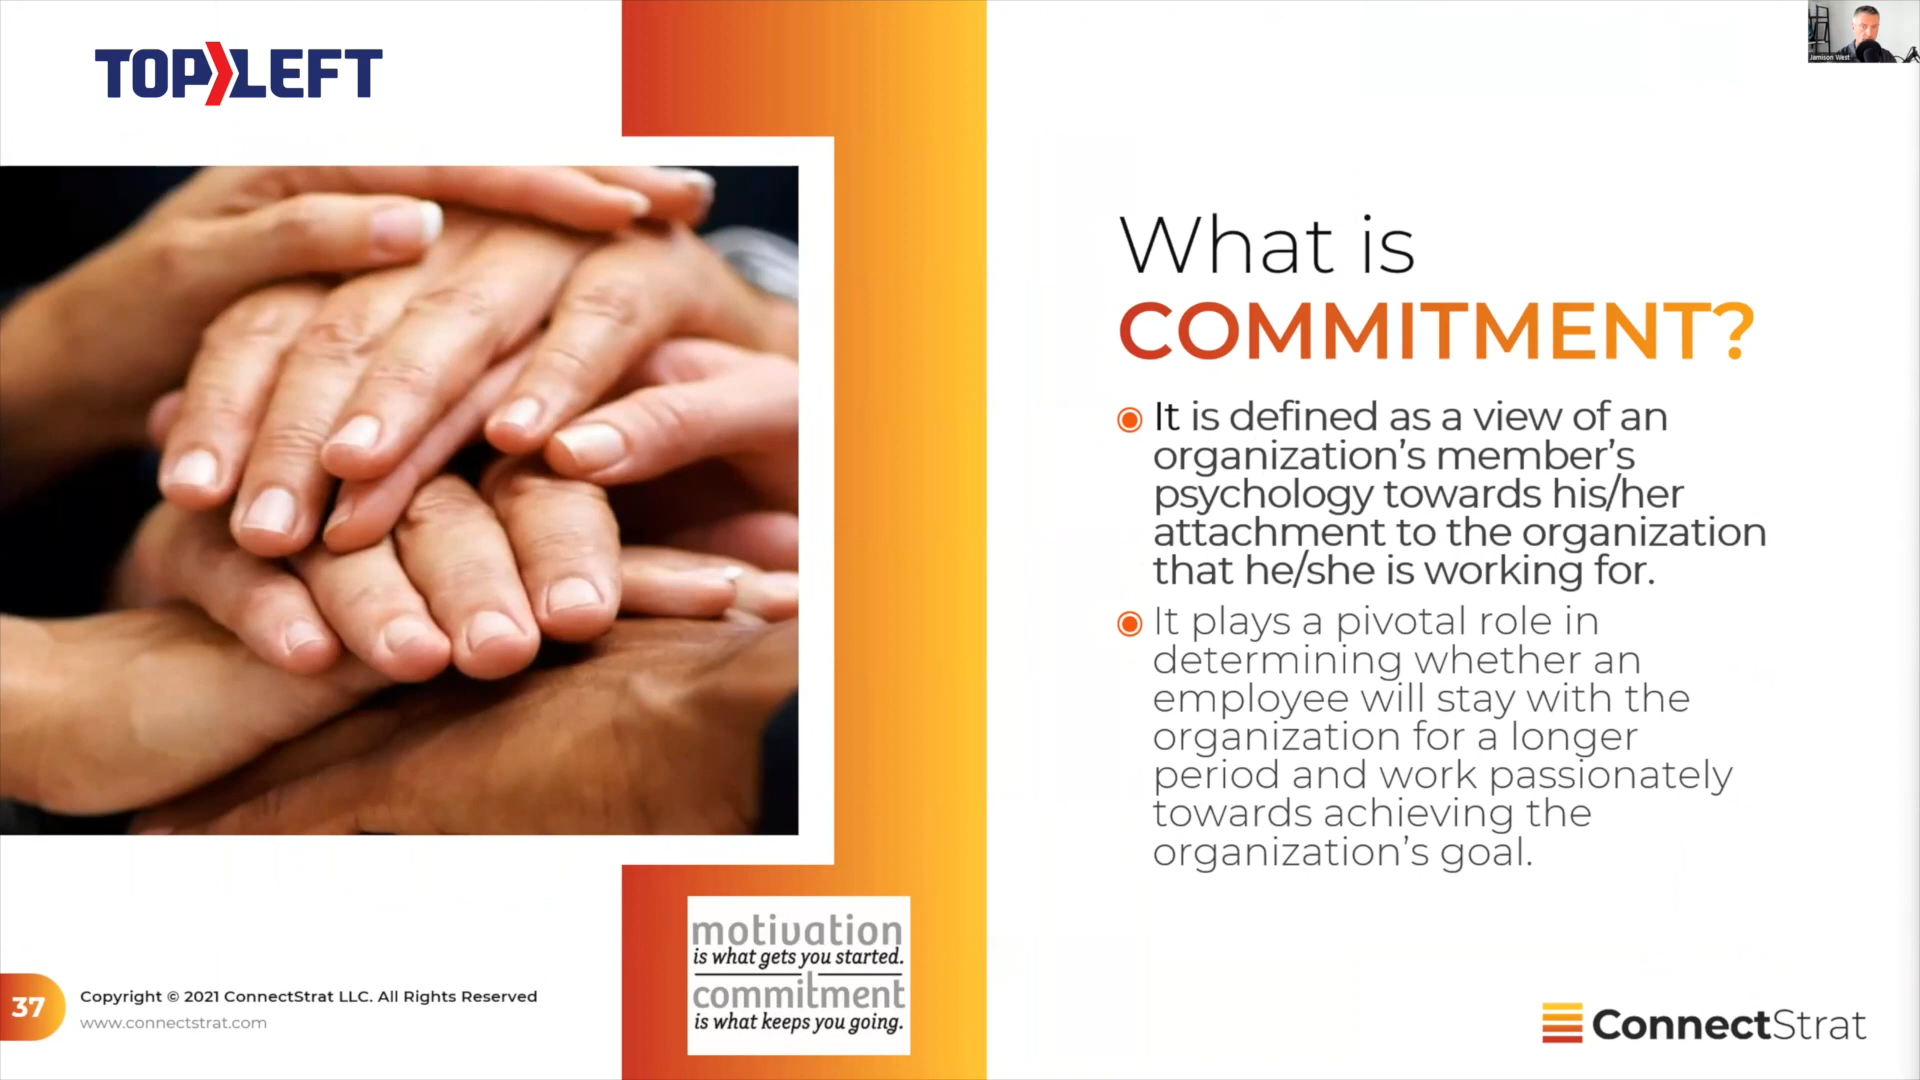 TOP LEFT
Jamison West
What is
COMMITMENT?
It is defined as a view of an
organization's member's
psychology towards his/her
attachment to the organization
that he/she is working for.
It plays a pivotal role in
determining whether an
employee will stay with the
organization for a longer
period and work passionately
towards achieving the
organization's goal.
motivation
is what gets you started.
commitment
is what keeps you going.
37
Copyright © 2021 ConnectStrat LLC. All Rights Reserved
www.connectstrat.com
ConnectStrat